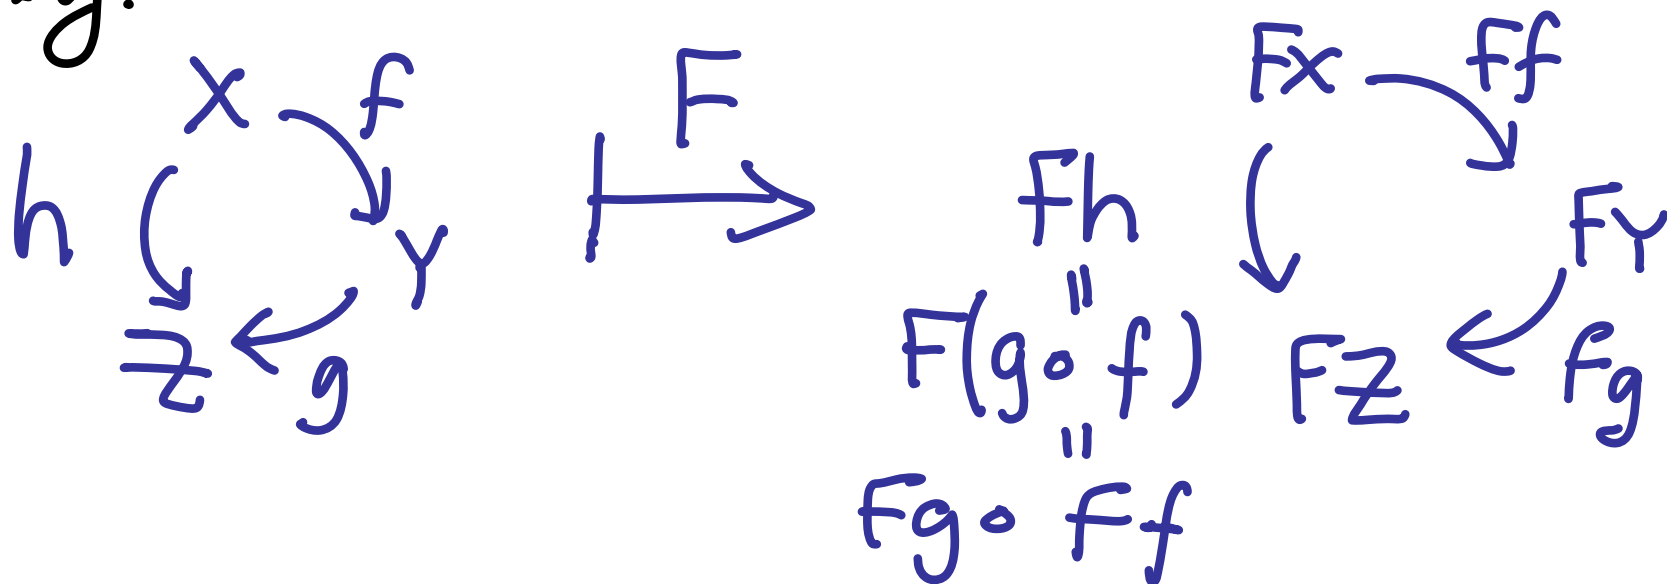 X f
h
Y
Z g
F
Fx Ff
Fh
Fy
=
F(g∘f)
FZ Fg
=
Fg∘Ff